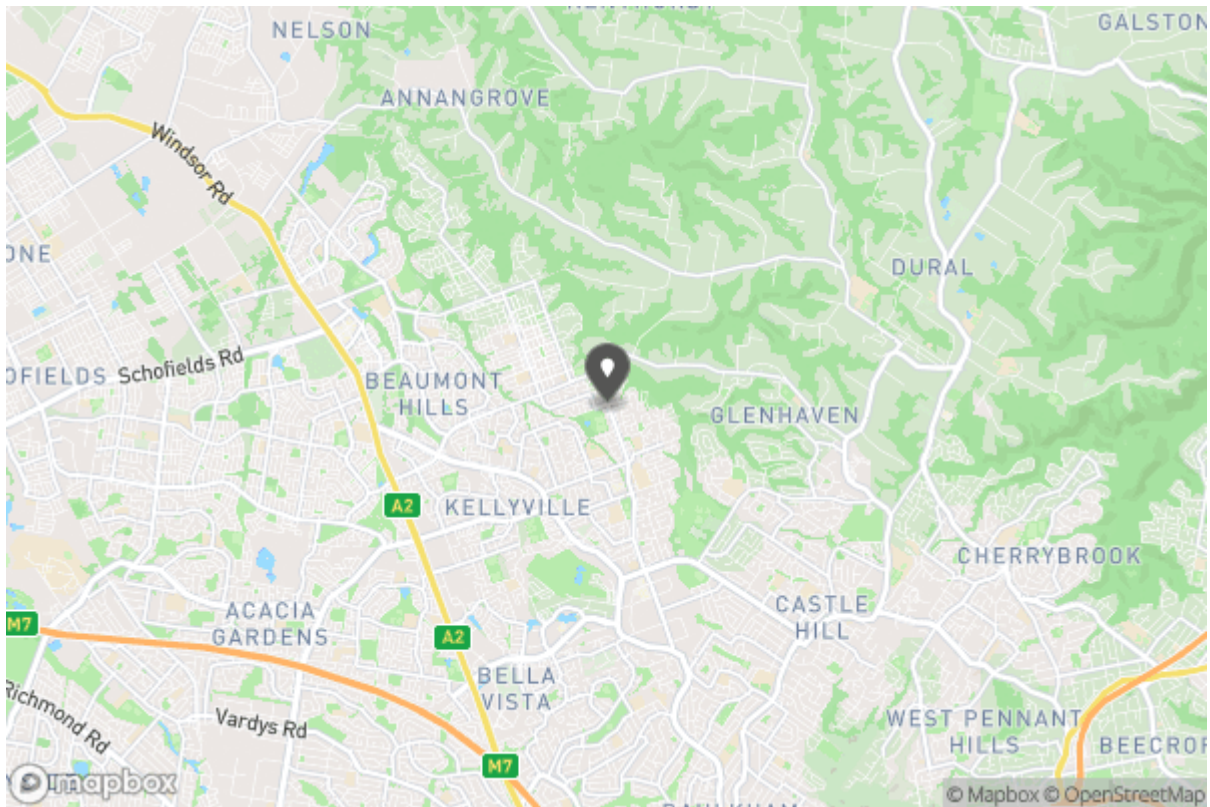 GALSTON
NELSON
ANNANGROVE
Windsor Rd
DURAL
Schofields Rd
OFIELDS
BEAUMONT
HILLS
GLENHAVEN
A2
KELLYVILLE
CHERRYBROOK
ACACIA
GARDENS
CASTLE
HILL
M7
A2
BELLA
VISTA
Richmond Rd
Vardys Rd
WEST PENNANT
HILLS
BEECROF
M7
mapbox
© Mapbox © OpenStreetMap